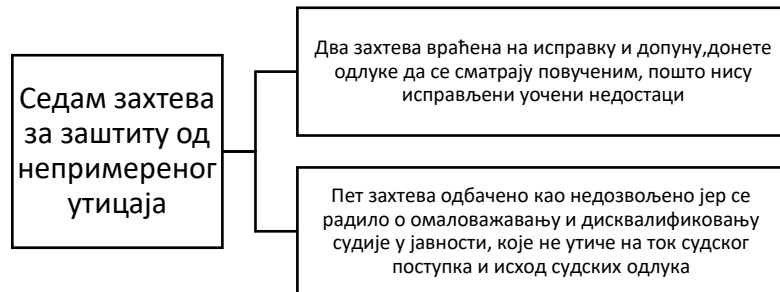 Седам захтева
за заштиту од
непримереног
утицаја
Два захтева враћена на исправку и допуну,донете
одлуке да се сматрају повученим, пошто нису
исправљени уочени недостаци
Пет захтева одбачено као недозвољено јер се
радило о омаловажавању и дисквалификовању
судије у јавности, које не утиче на ток судског
поступка и исход судских одлука